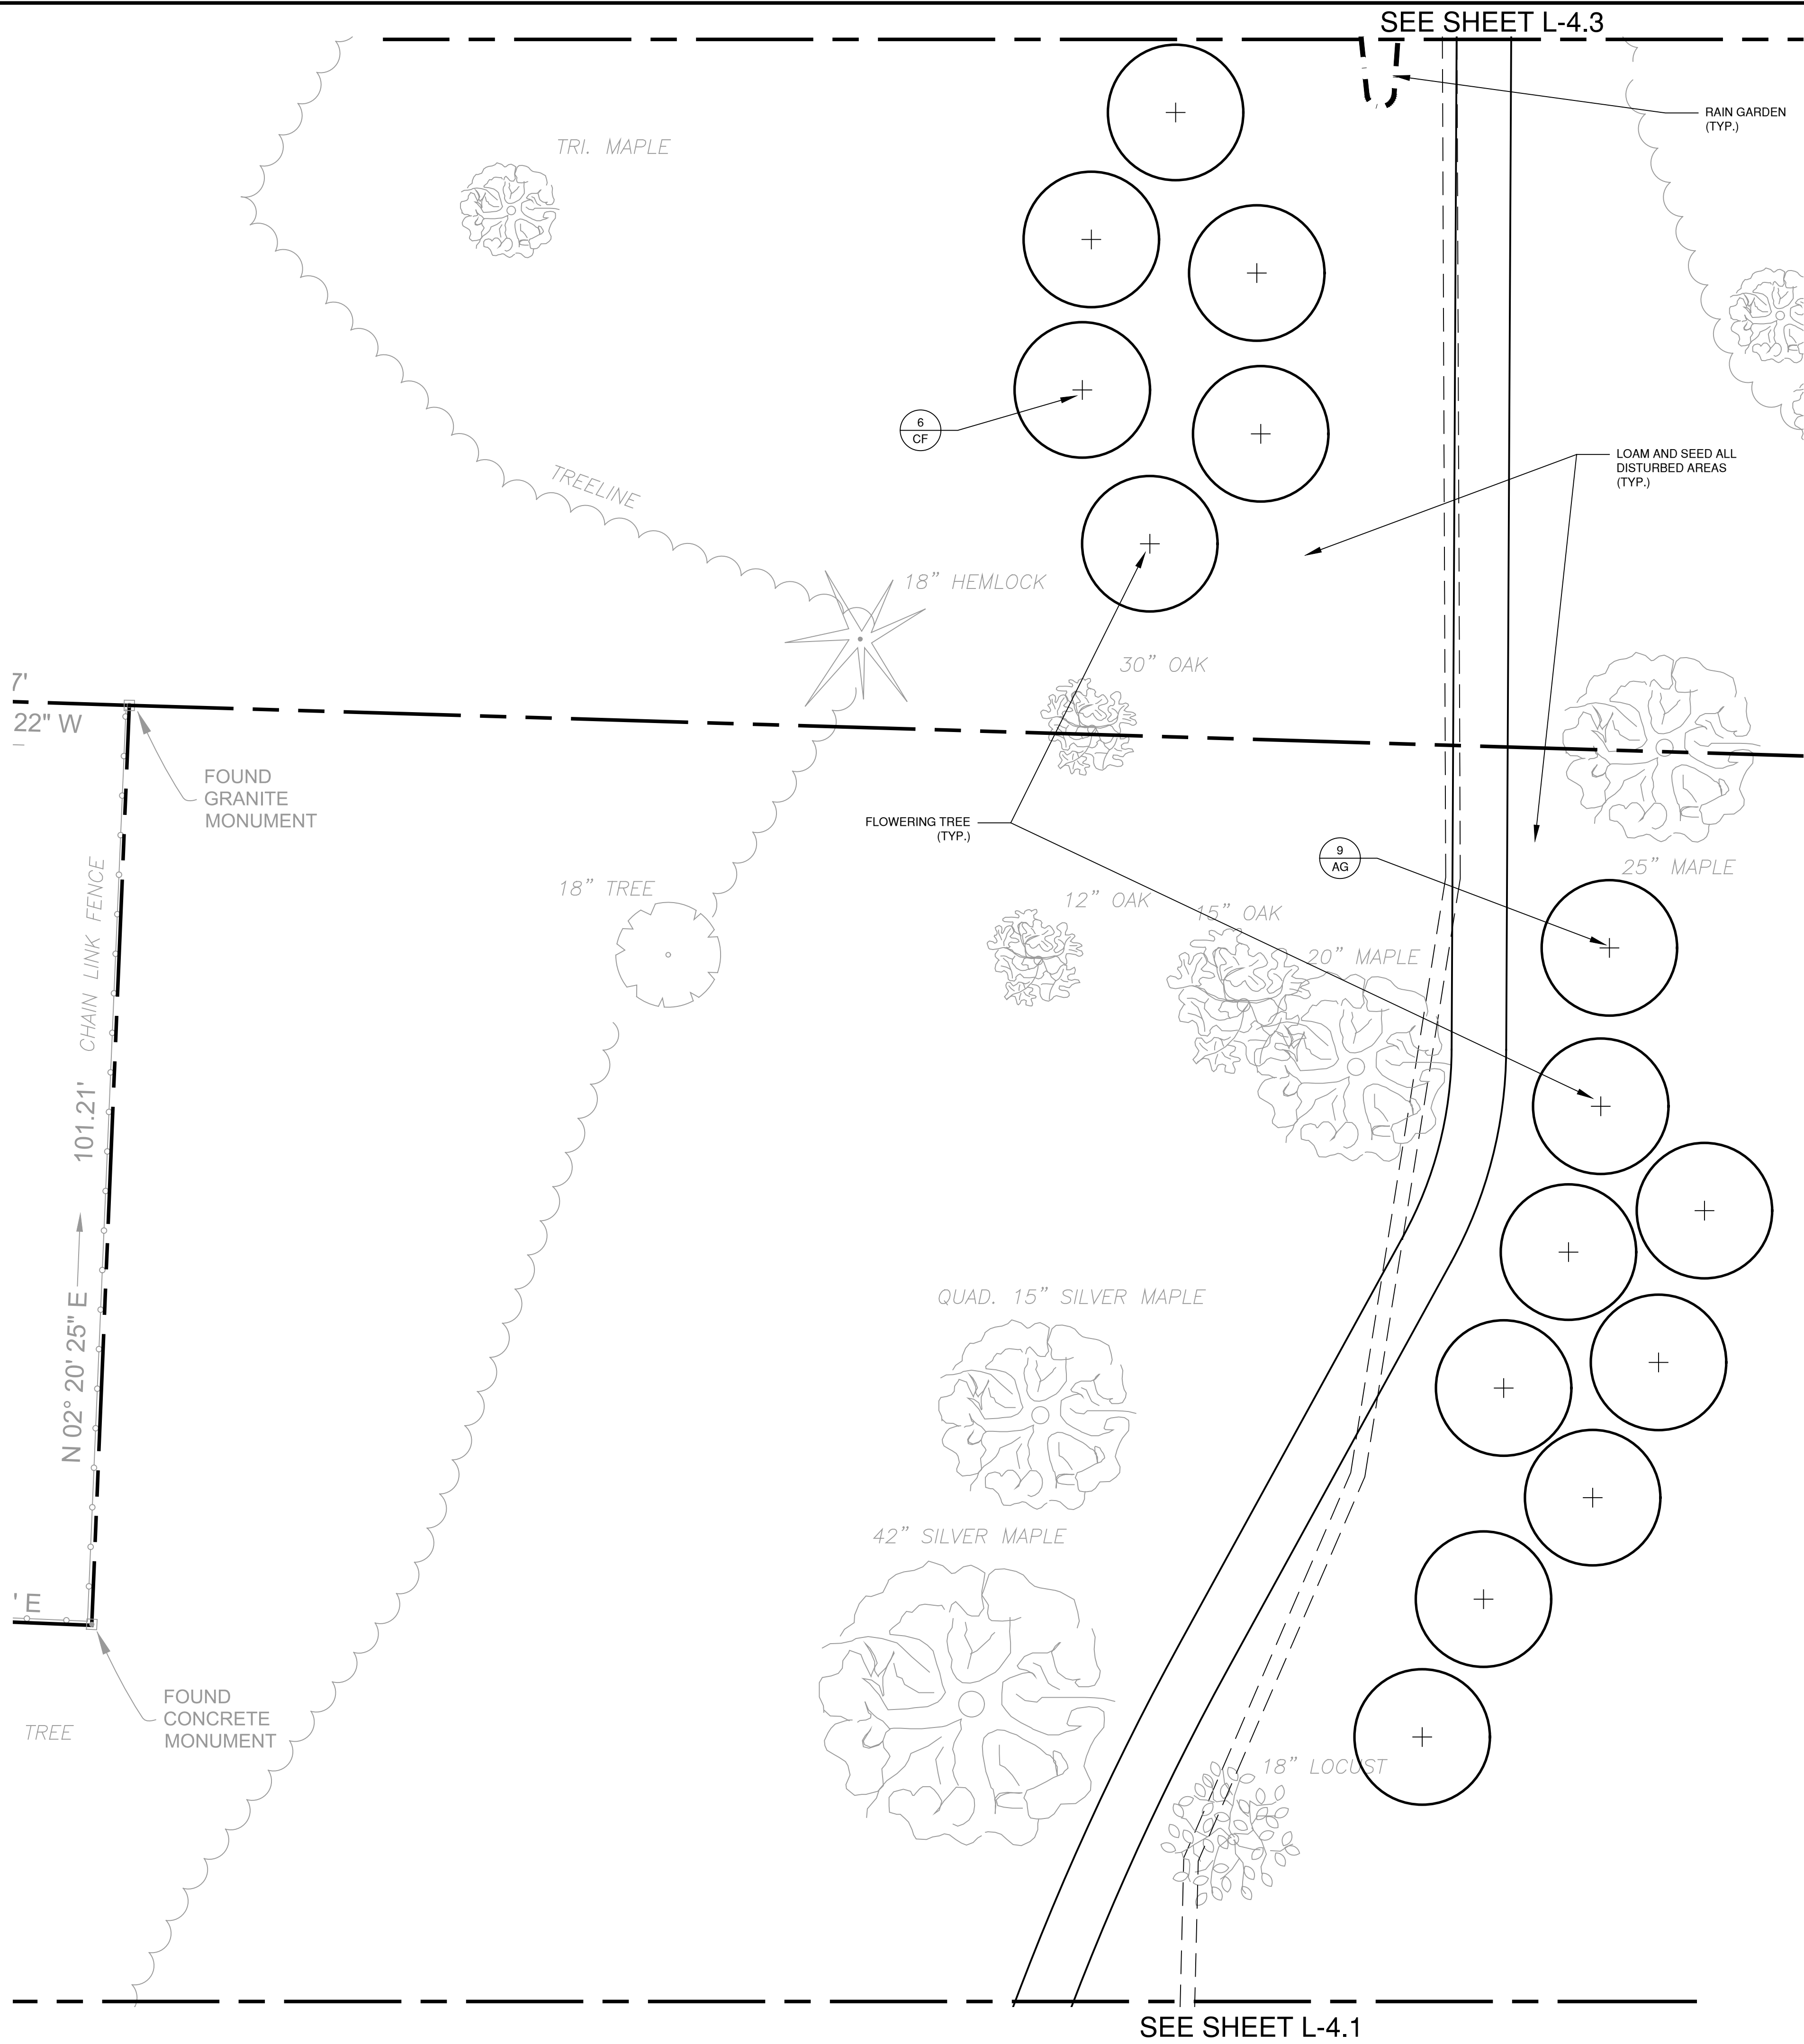 SEE SHEET L-4.3
RAIN GARDEN
(TYP.)
TRI. MAPLE
6
CF
LOAM AND SEED ALL
DISTURBED AREAS
(TYP.)
TREELINE
18" HEMLOCK
30" OAK
7'
22" W
FOUND
GRANITE
MONUMENT
FLOWERING TREE
(TYP.)
9
AG
25" MAPLE
CHAIN LINK FENCE
18" TREE
12" OAK
15" OAK
20" MAPLE
N 02° 20' 25" E 101.21'
QUAD. 15" SILVER MAPLE
42" SILVER MAPLE
' E
FOUND
CONCRETE
MONUMENT
TREE
18" LOCUST
SEE SHEET L-4.1